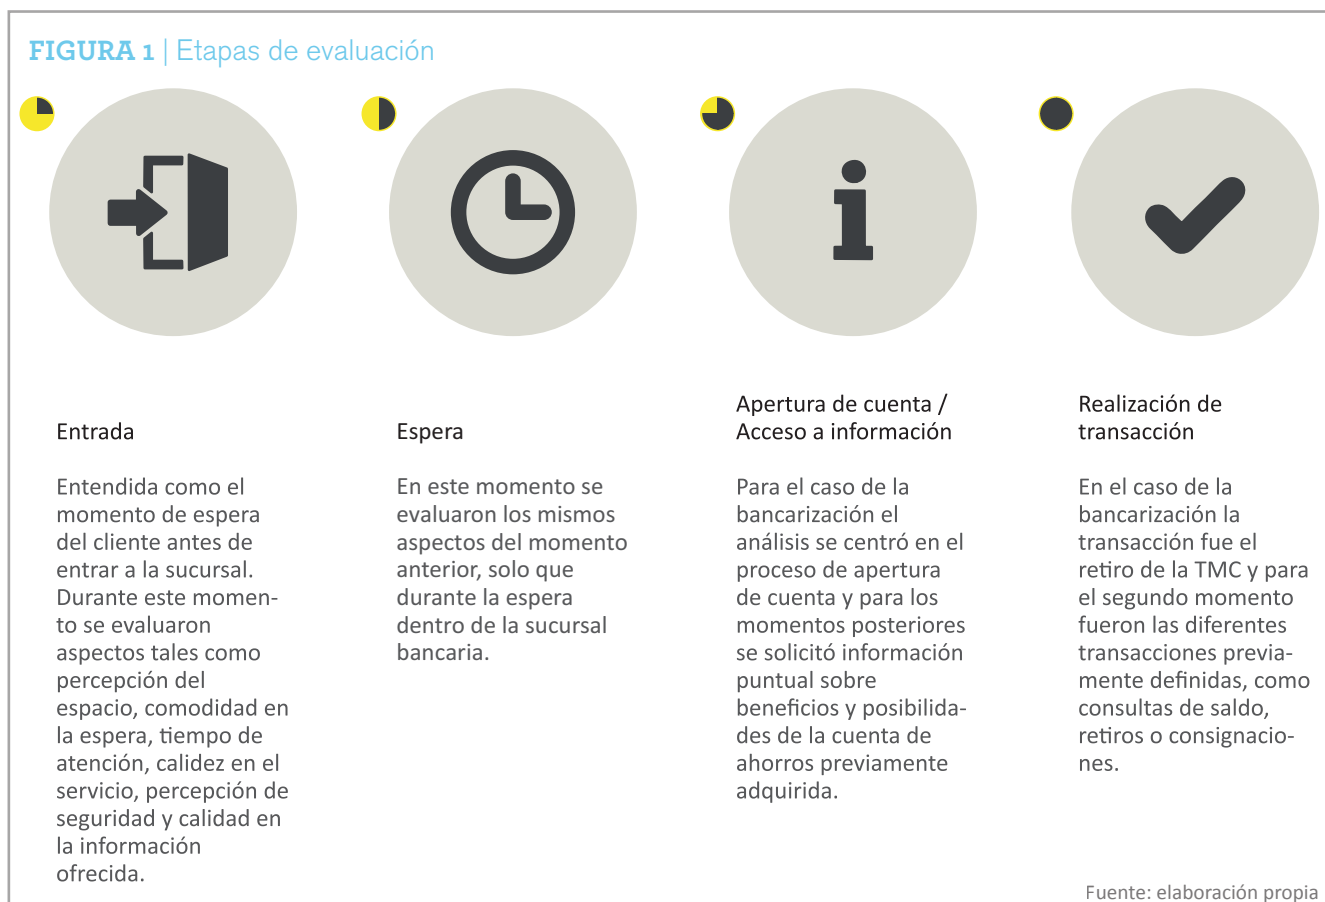 FIGURA 1 | Etapas de evaluación
Entrada
Entendida como el
momento de espera
del cliente antes de
entrar a la sucursal.
Durante este momen-
to se evaluaron
aspectos tales como
percepción del
espacio, comodidad en
la espera, tiempo de
atención, calidez en el
servicio, percepción de
seguridad y calidad en
la información
ofrecida.
Espera
En este momento se
evaluaron los mismos
aspectos del momento
anterior, solo que
durante la espera
dentro de la sucursal
bancaria.
Apertura de cuenta /
Acceso a información
Para el caso de la
bancarización el
análisis se centró en el
proceso de apertura
de cuenta y para los
momentos posteriores
se solicitó información
puntual sobre
beneficios y posibilida-
des de la cuenta de
ahorros previamente
adquirida.
Realización de
transacción
En el caso de la
bancarización la
transacción fue el
retiro de la TMC y para
el segundo momento
fueron las diferentes
transacciones previa-
mente definidas, como
consultas de saldo,
retiros o consignacio-
nes.
Fuente: elaboración propia